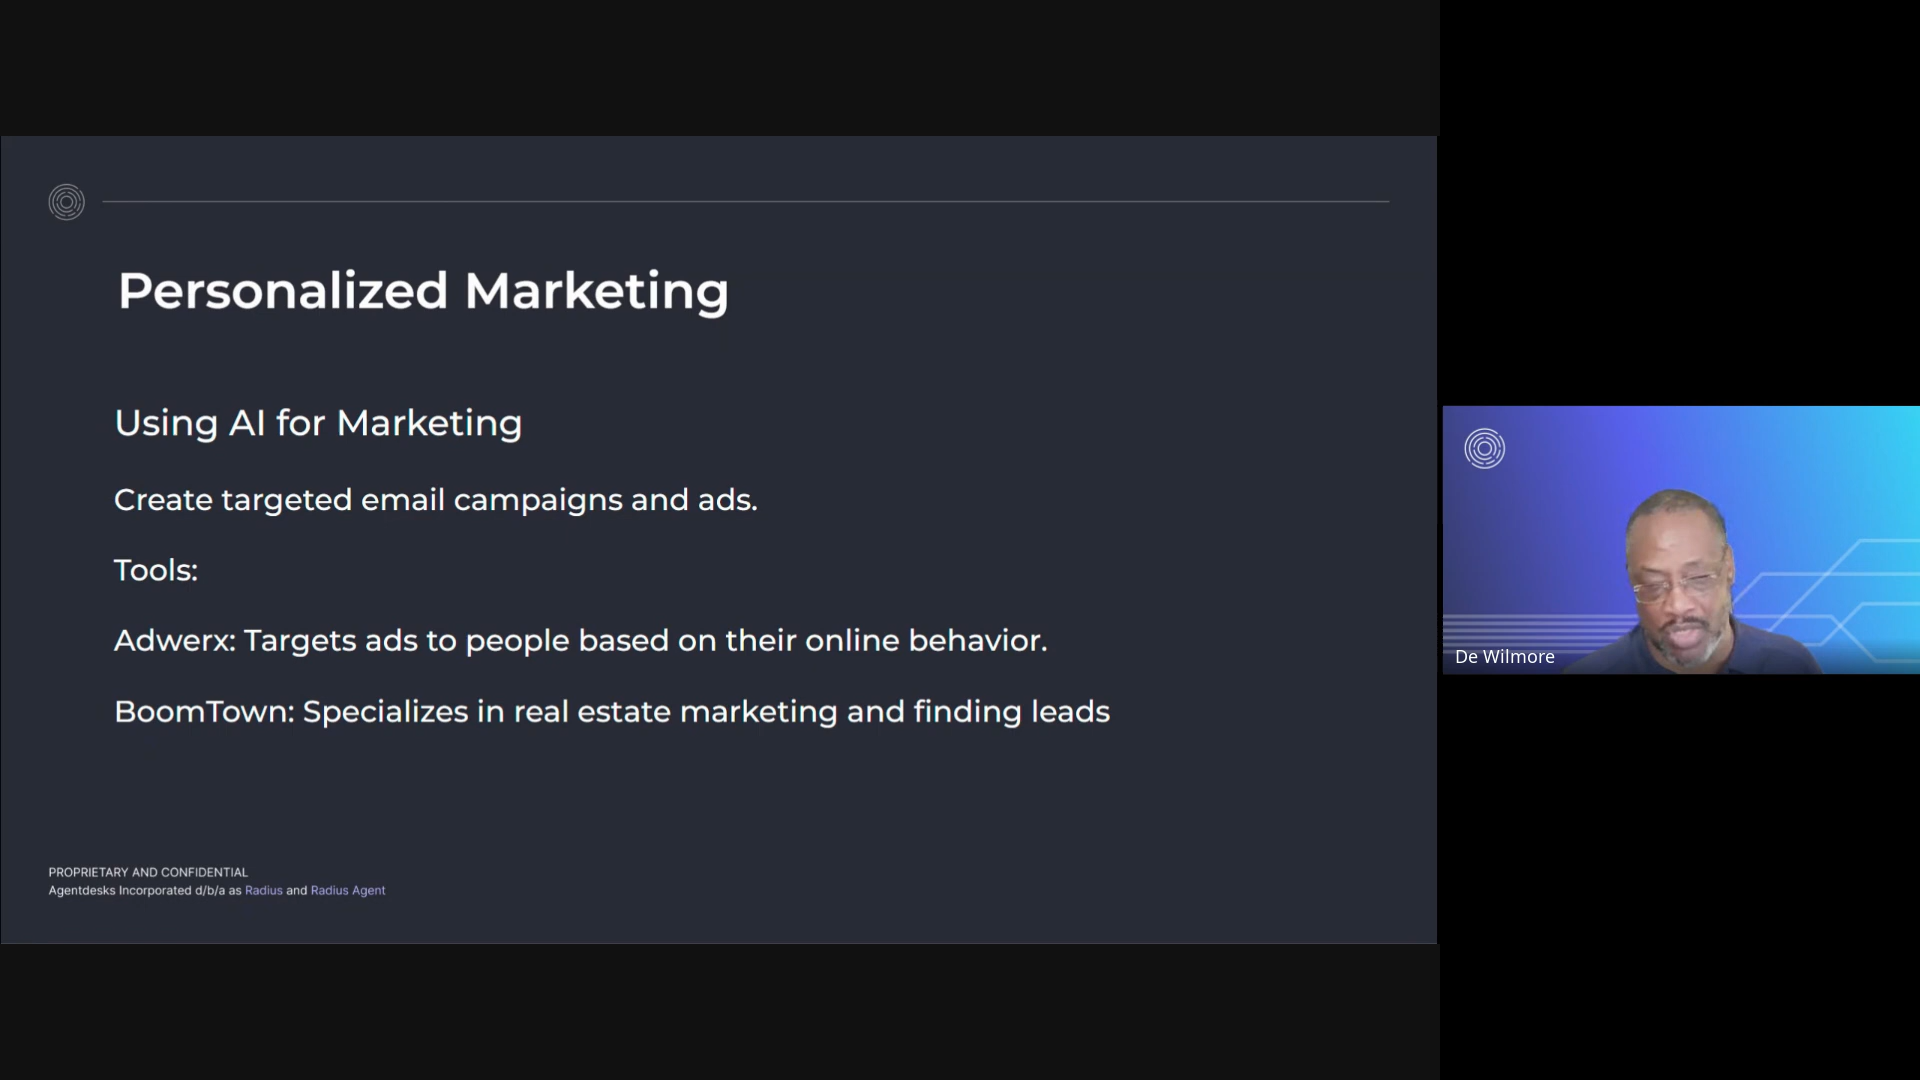 Personalized Marketing
Using AI for Marketing
Create targeted email campaigns and ads.
Tools:
Adwerx: Targets ads to people based on their online behavior.
BoomTown: Specializes in real estate marketing and finding leads
PROPRIETARY AND CONFIDENTIAL
Agentdesks Incorporated d/b/a as Radius and Radius Agent
De Wilmore